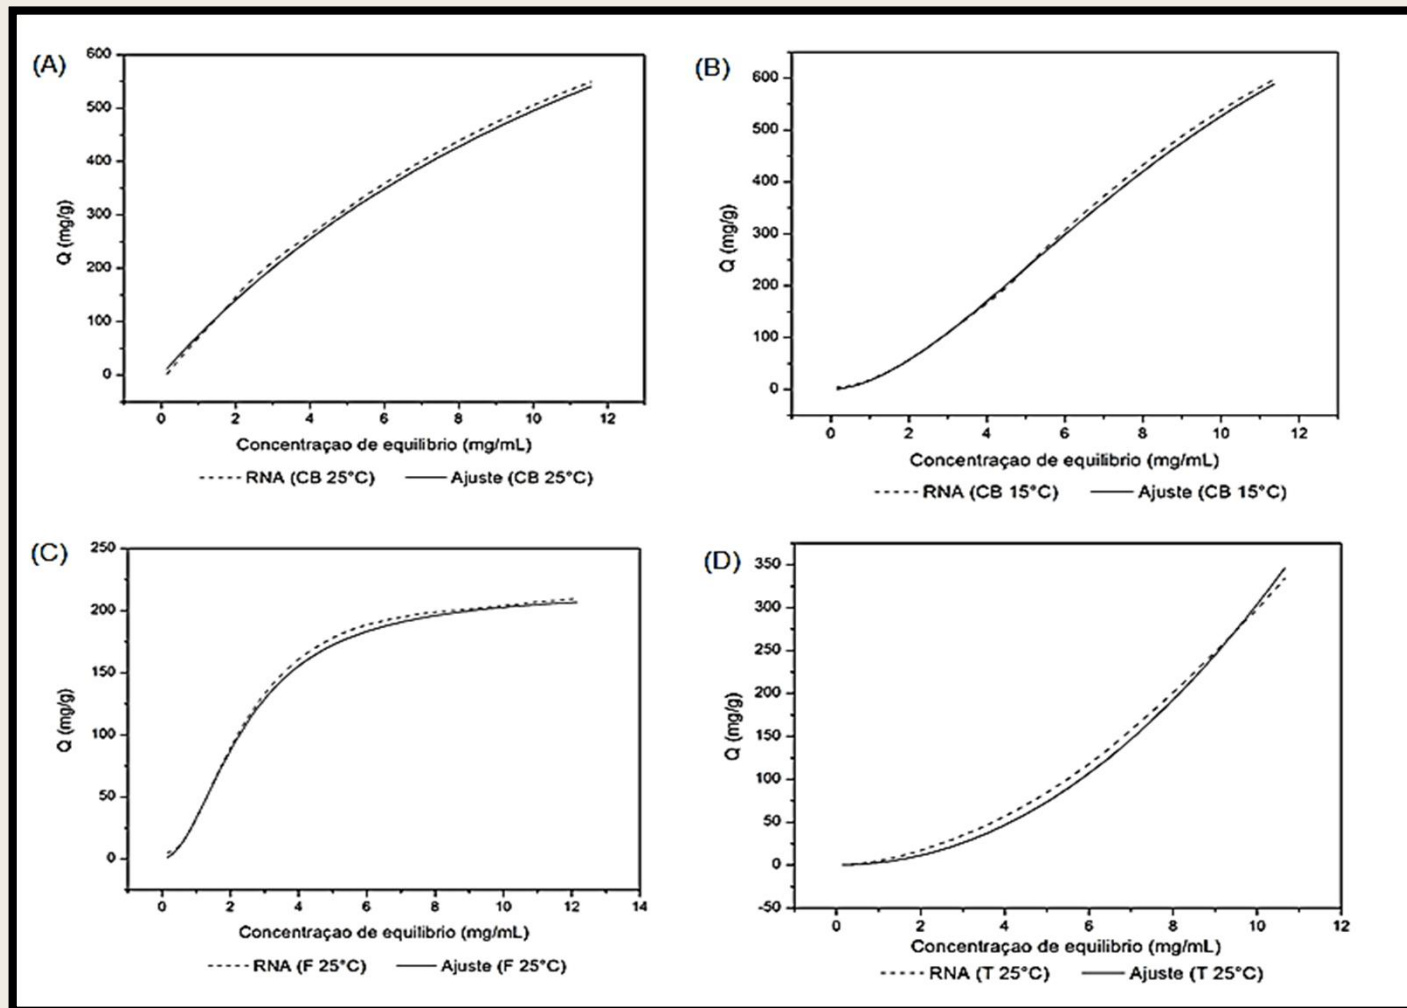 (A)
600
500
400
300
200
100
0
Q (mg/g)
0 2 4 6 8 10 12
Concentraçao de equilibrio (mg/mL)
RNA (CB 25°C) Ajuste (CB 25°C)
(B)
600
500
400
300
200
100
0
Q (mg/g)
0 2 4 6 8 10 12
Concentraçao de equilibrio (mg/mL)
RNA (CB 15°C) Ajuste (CB 15°C)
(C)
250
200
150
100
50
0
Q (mg/g)
0 2 4 6 8 10 12 14
Concentraçao de equilibrio (mg/mL)
RNA (F 25°C) Ajuste (F 25°C)
(D)
350
300
250
200
150
100
50
0
-50
Q (mg/g)
0 2 4 6 8 10 12
Concentraçao de equilibrio (mg/mL)
RNA (T 25°C) Ajuste (T 25°C)